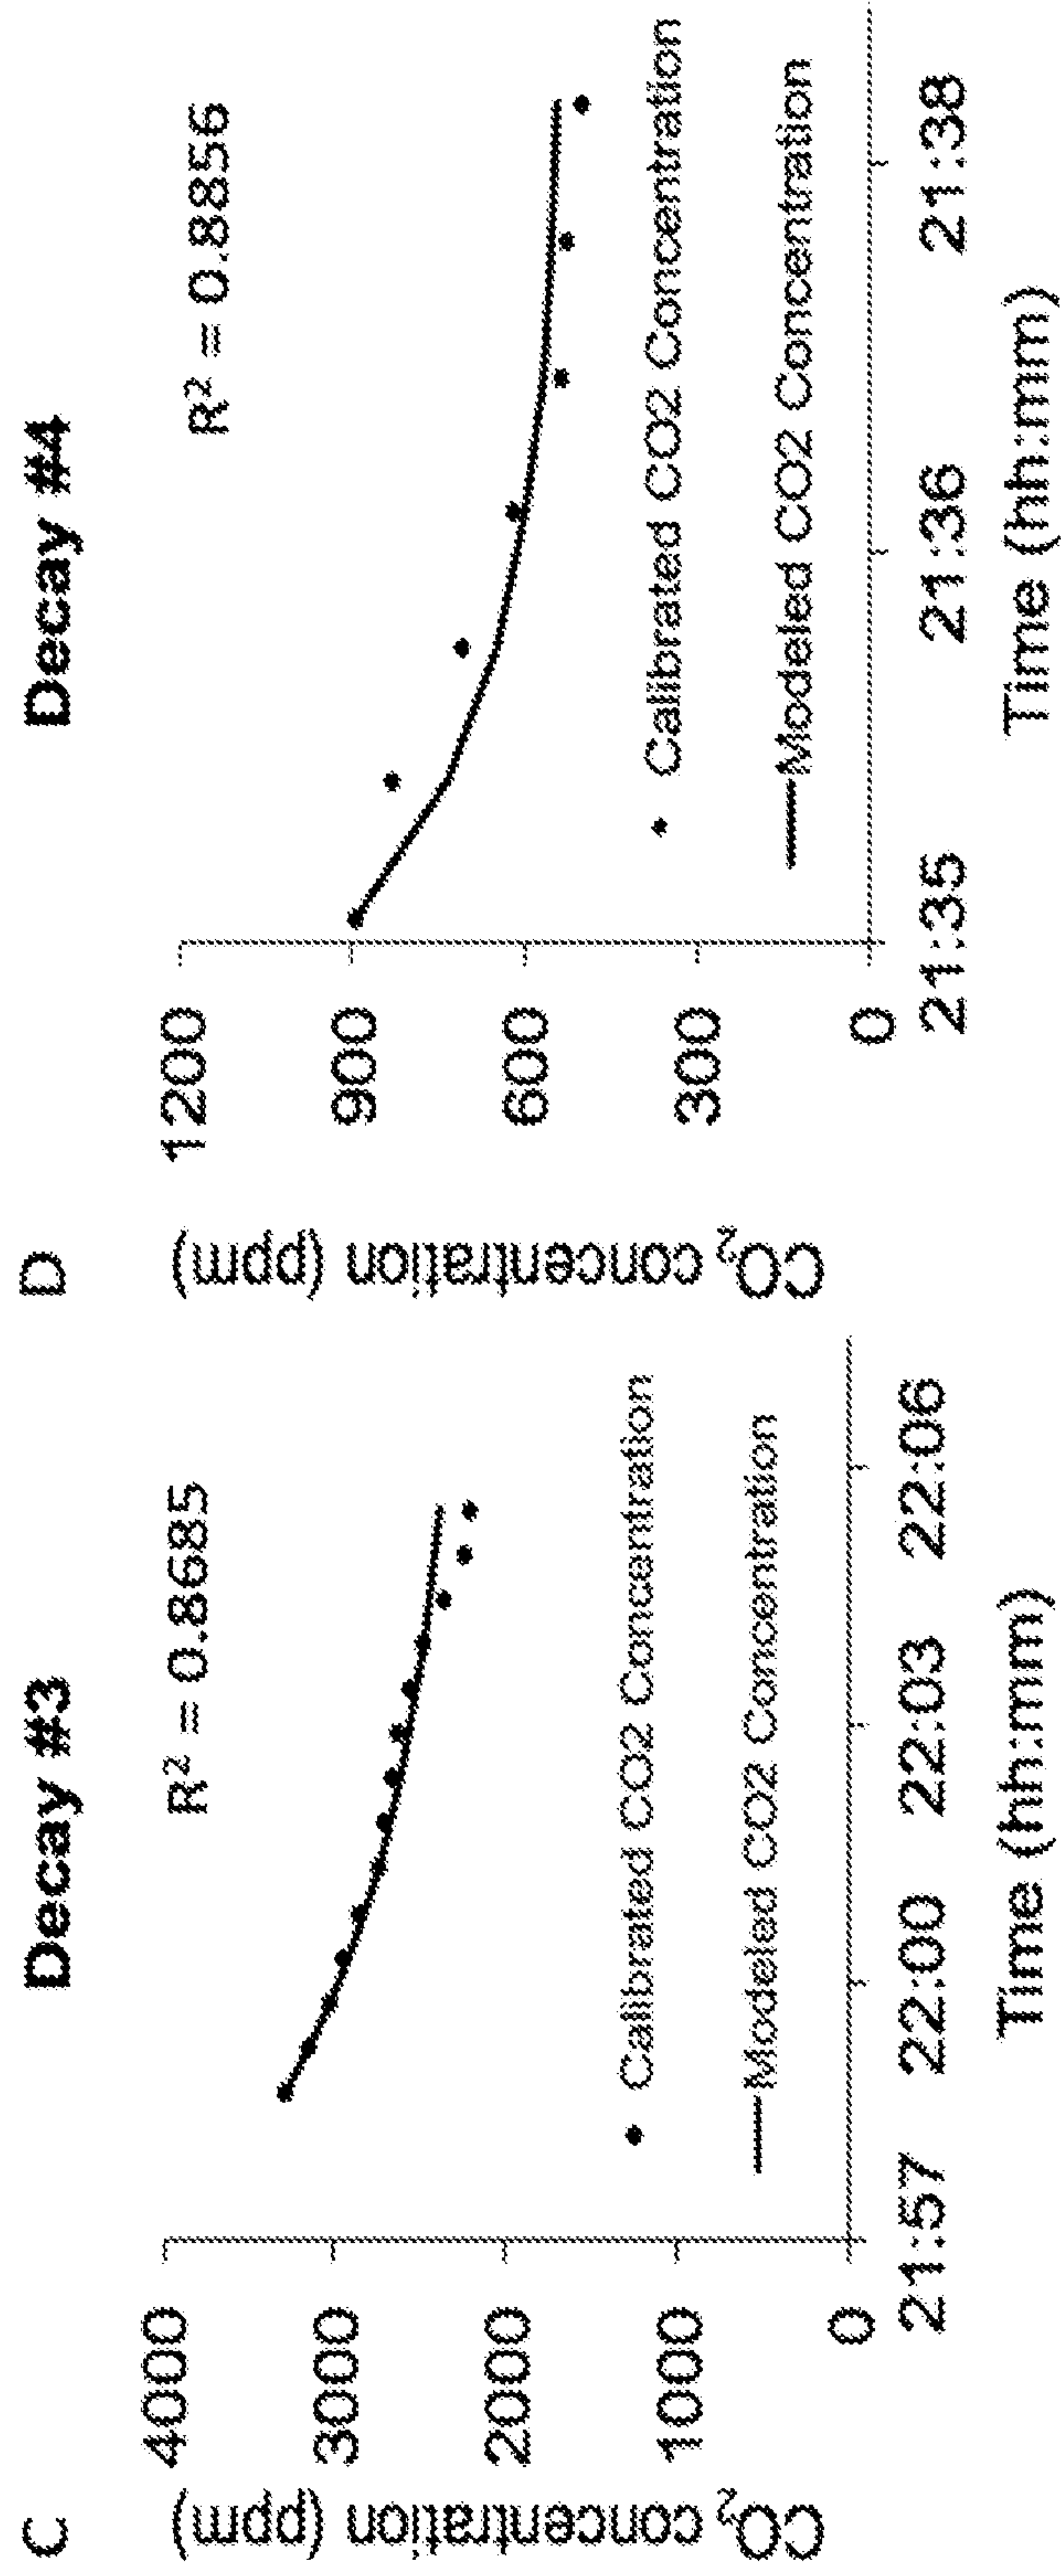 C
Decay #3
R² = 0.8685
CO₂ concentration (ppm)
4000
3000
2000
1000
0
Calibrated CO2 Concentration
Modeled CO2 Concentration
21:57 22:00 22:03 22:06
Time (hh:mm)
D
Decay #4
R² = 0.8856
CO₂ concentration (ppm)
1200
900
600
300
0
Calibrated CO2 Concentration
Modeled CO2 Concentration
21:35 21:36 21:38
Time (hh:mm)